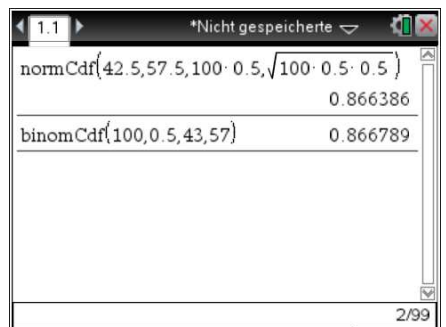 1.1 *Nicht gespeicherte
normCdf(42.5,57.5,100·0.5,√100·0.5·0.5)
0.866386
binomCdf(100,0.5,43,57) 0.866789
2/99